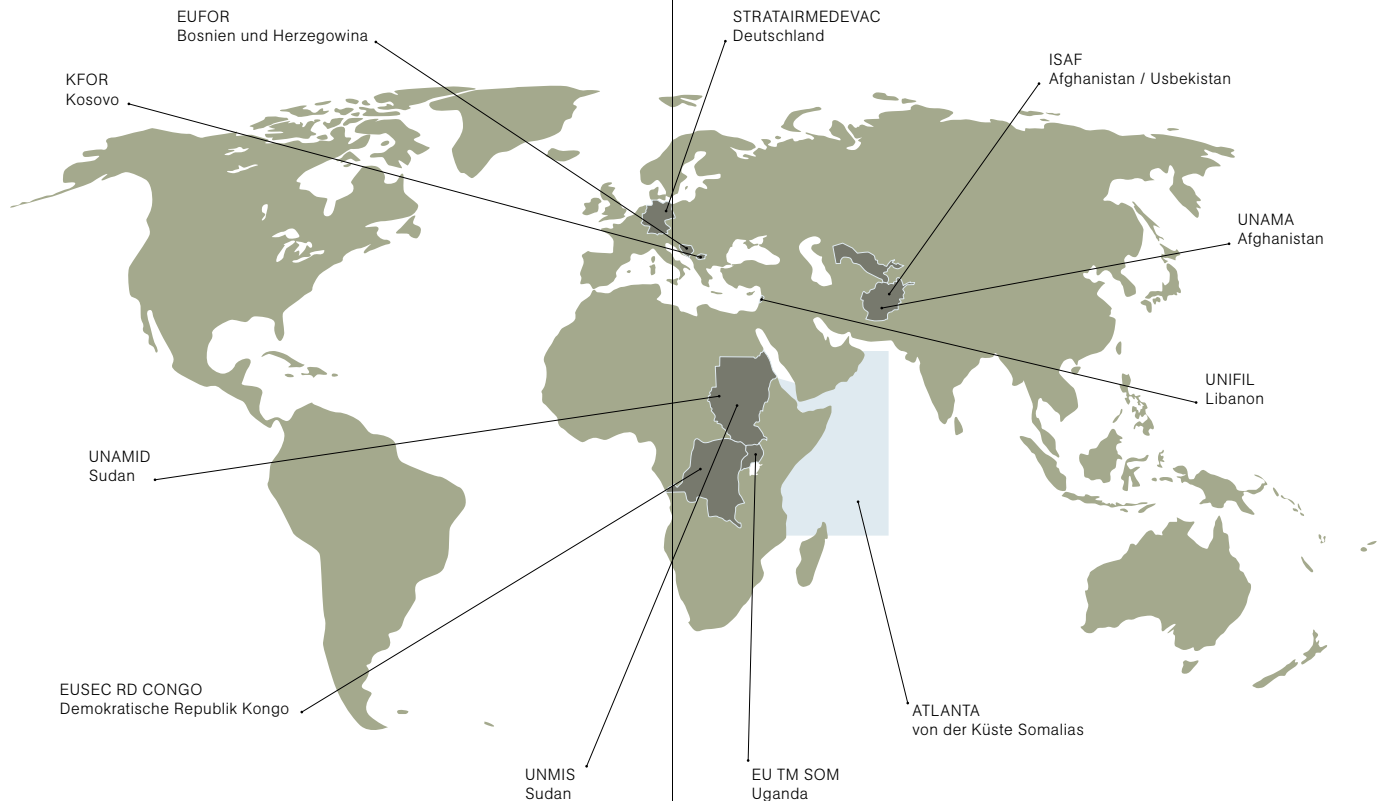 EUFOR
Bosnien und Herzegowina
STRATAIRMEDEVAC
Deutschland
ISAF
Afghanistan / Usbekistan
KFOR
Kosovo
UNAMA
Afghanistan
UNIFIL
Libanon
UNAMID
Sudan
EUSEC RD CONGO
Demokratische Republik Kongo
ATLANTA
von der Küste Somalias
UNMIS
Sudan
EU TM SOM
Uganda